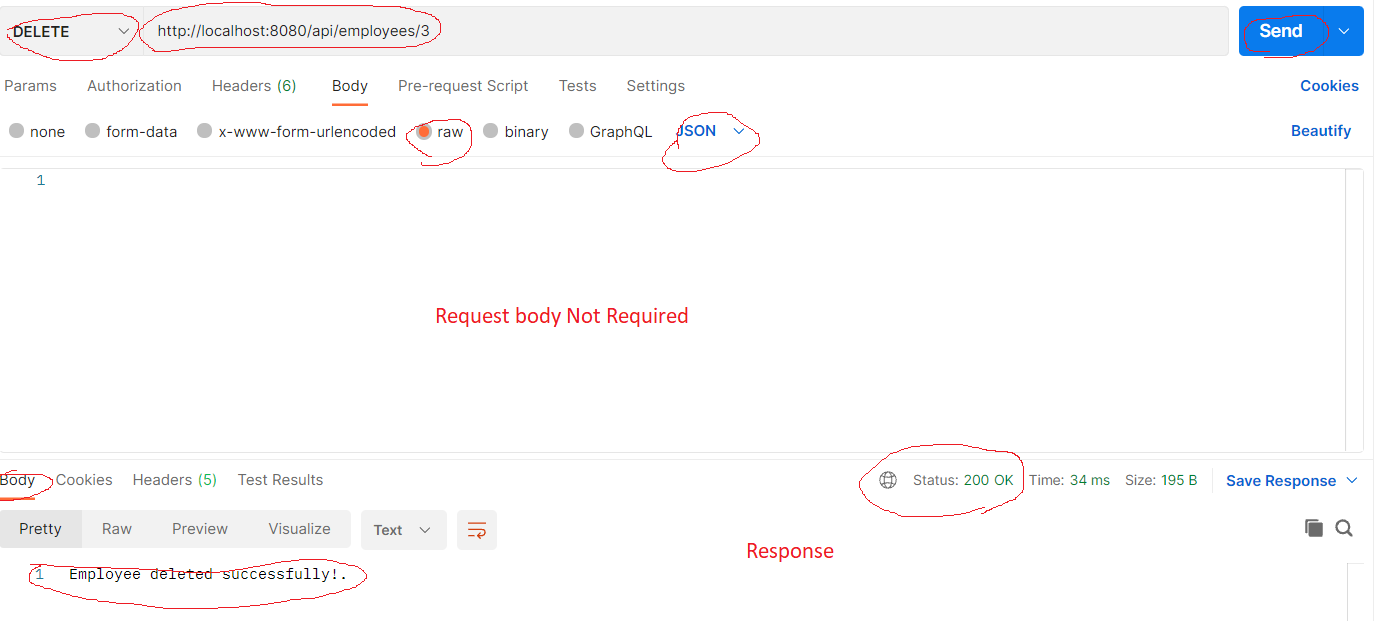 DELETE http://localhost:8080/api/employees/3 Send
Params Authorization Headers (6) Body Pre-request Script Tests Settings Cookies
none form-data x-www-form-urlencoded raw binary GraphQL JSON Beautify
1
Request body Not Required
Body Cookies Headers (5) Test Results Status: 200 OK Time: 34 ms Size: 195 B Save Response
Pretty Raw Preview Visualize Text
Response
1 Employee deleted successfully!.